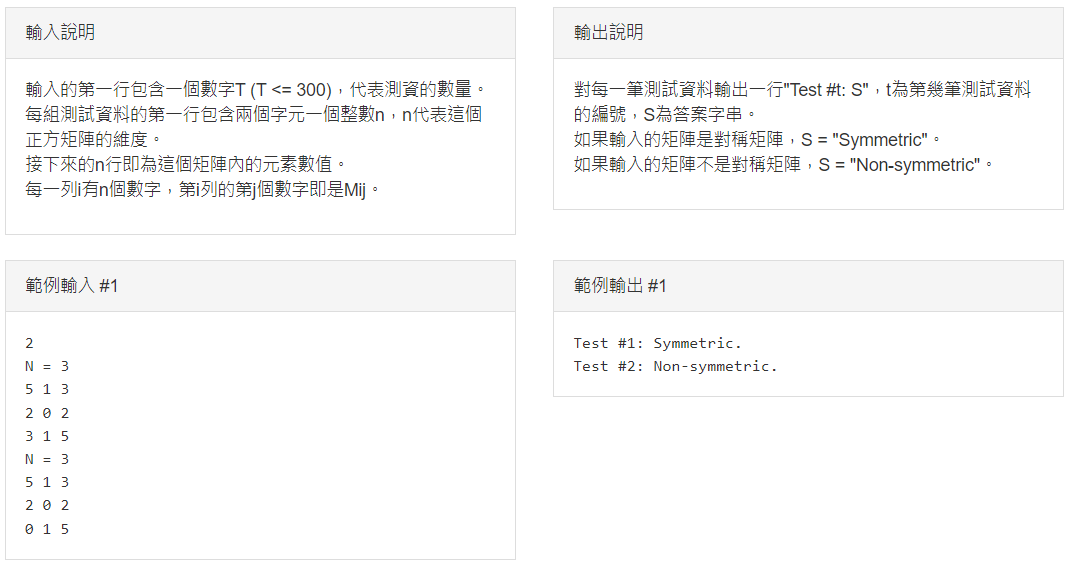 輸入說明
輸入的第一行包含一個數字T (T <= 300)，代表測資的數量。
每組測試資料的第一行包含兩個字元一個整數n，n代表這個
正方矩陣的維度。
接下來的n行即為這個矩陣內的元素數值。
每一列i有n個數字，第i列的第j個數字即是Mij。
輸出說明
對每一筆測試資料輸出一行"Test #t: S"，t為第幾筆測試資料
的編號，S為答案字串。
如果輸入的矩陣是對稱矩陣，S = "Symmetric"。
如果輸入的矩陣不是對稱矩陣，S = "Non-symmetric"。
範例輸入 #1
2
N = 3
5 1 3
2 0 2
3 1 5
N = 3
5 1 3
2 0 2
0 1 5
範例輸出 #1
Test #1: Symmetric.
Test #2: Non-symmetric.